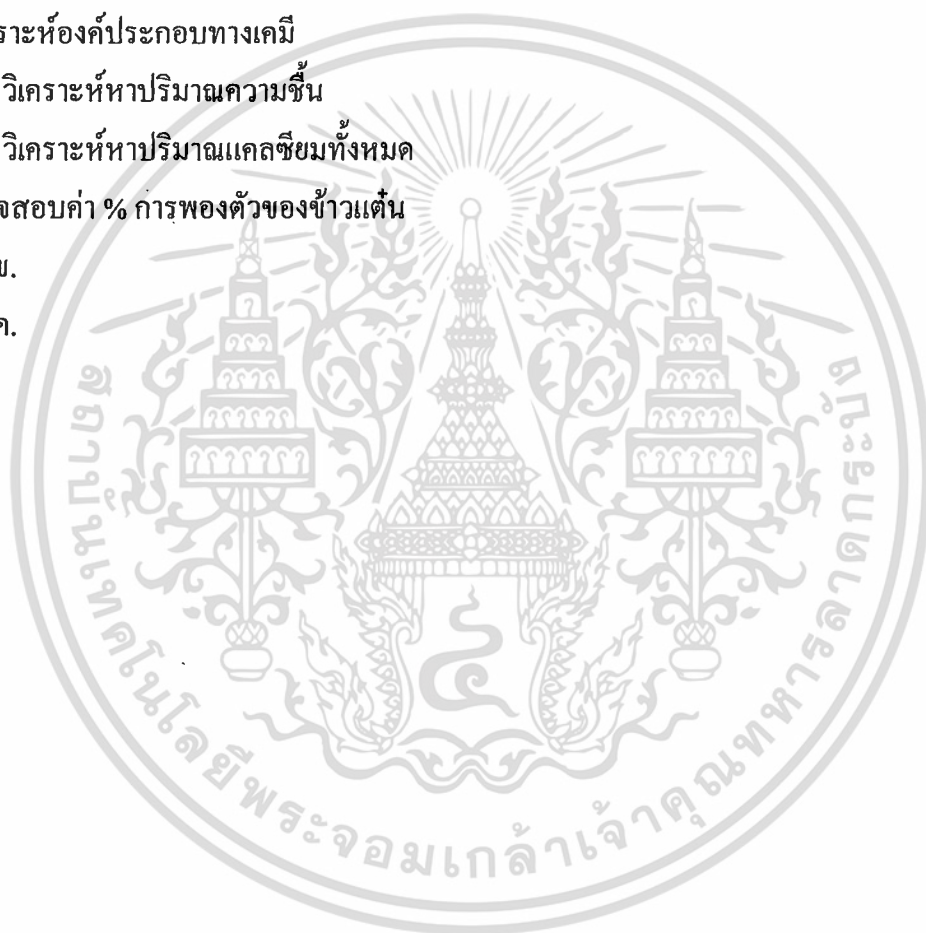 ราะห์องค์ประกอบทางเคมี
วิเคราะห์หาปริมาณความชื้น
วิเคราะห์หาปริมาณแคลเซียมทั้งหมด
จสอบค่า % การพองตัวของข้าวแต๋น
ข.
ค.
สถาบันเทคโนโลยีพระจอมเกล้าเจ้าคุณทหารลาดกระบัง